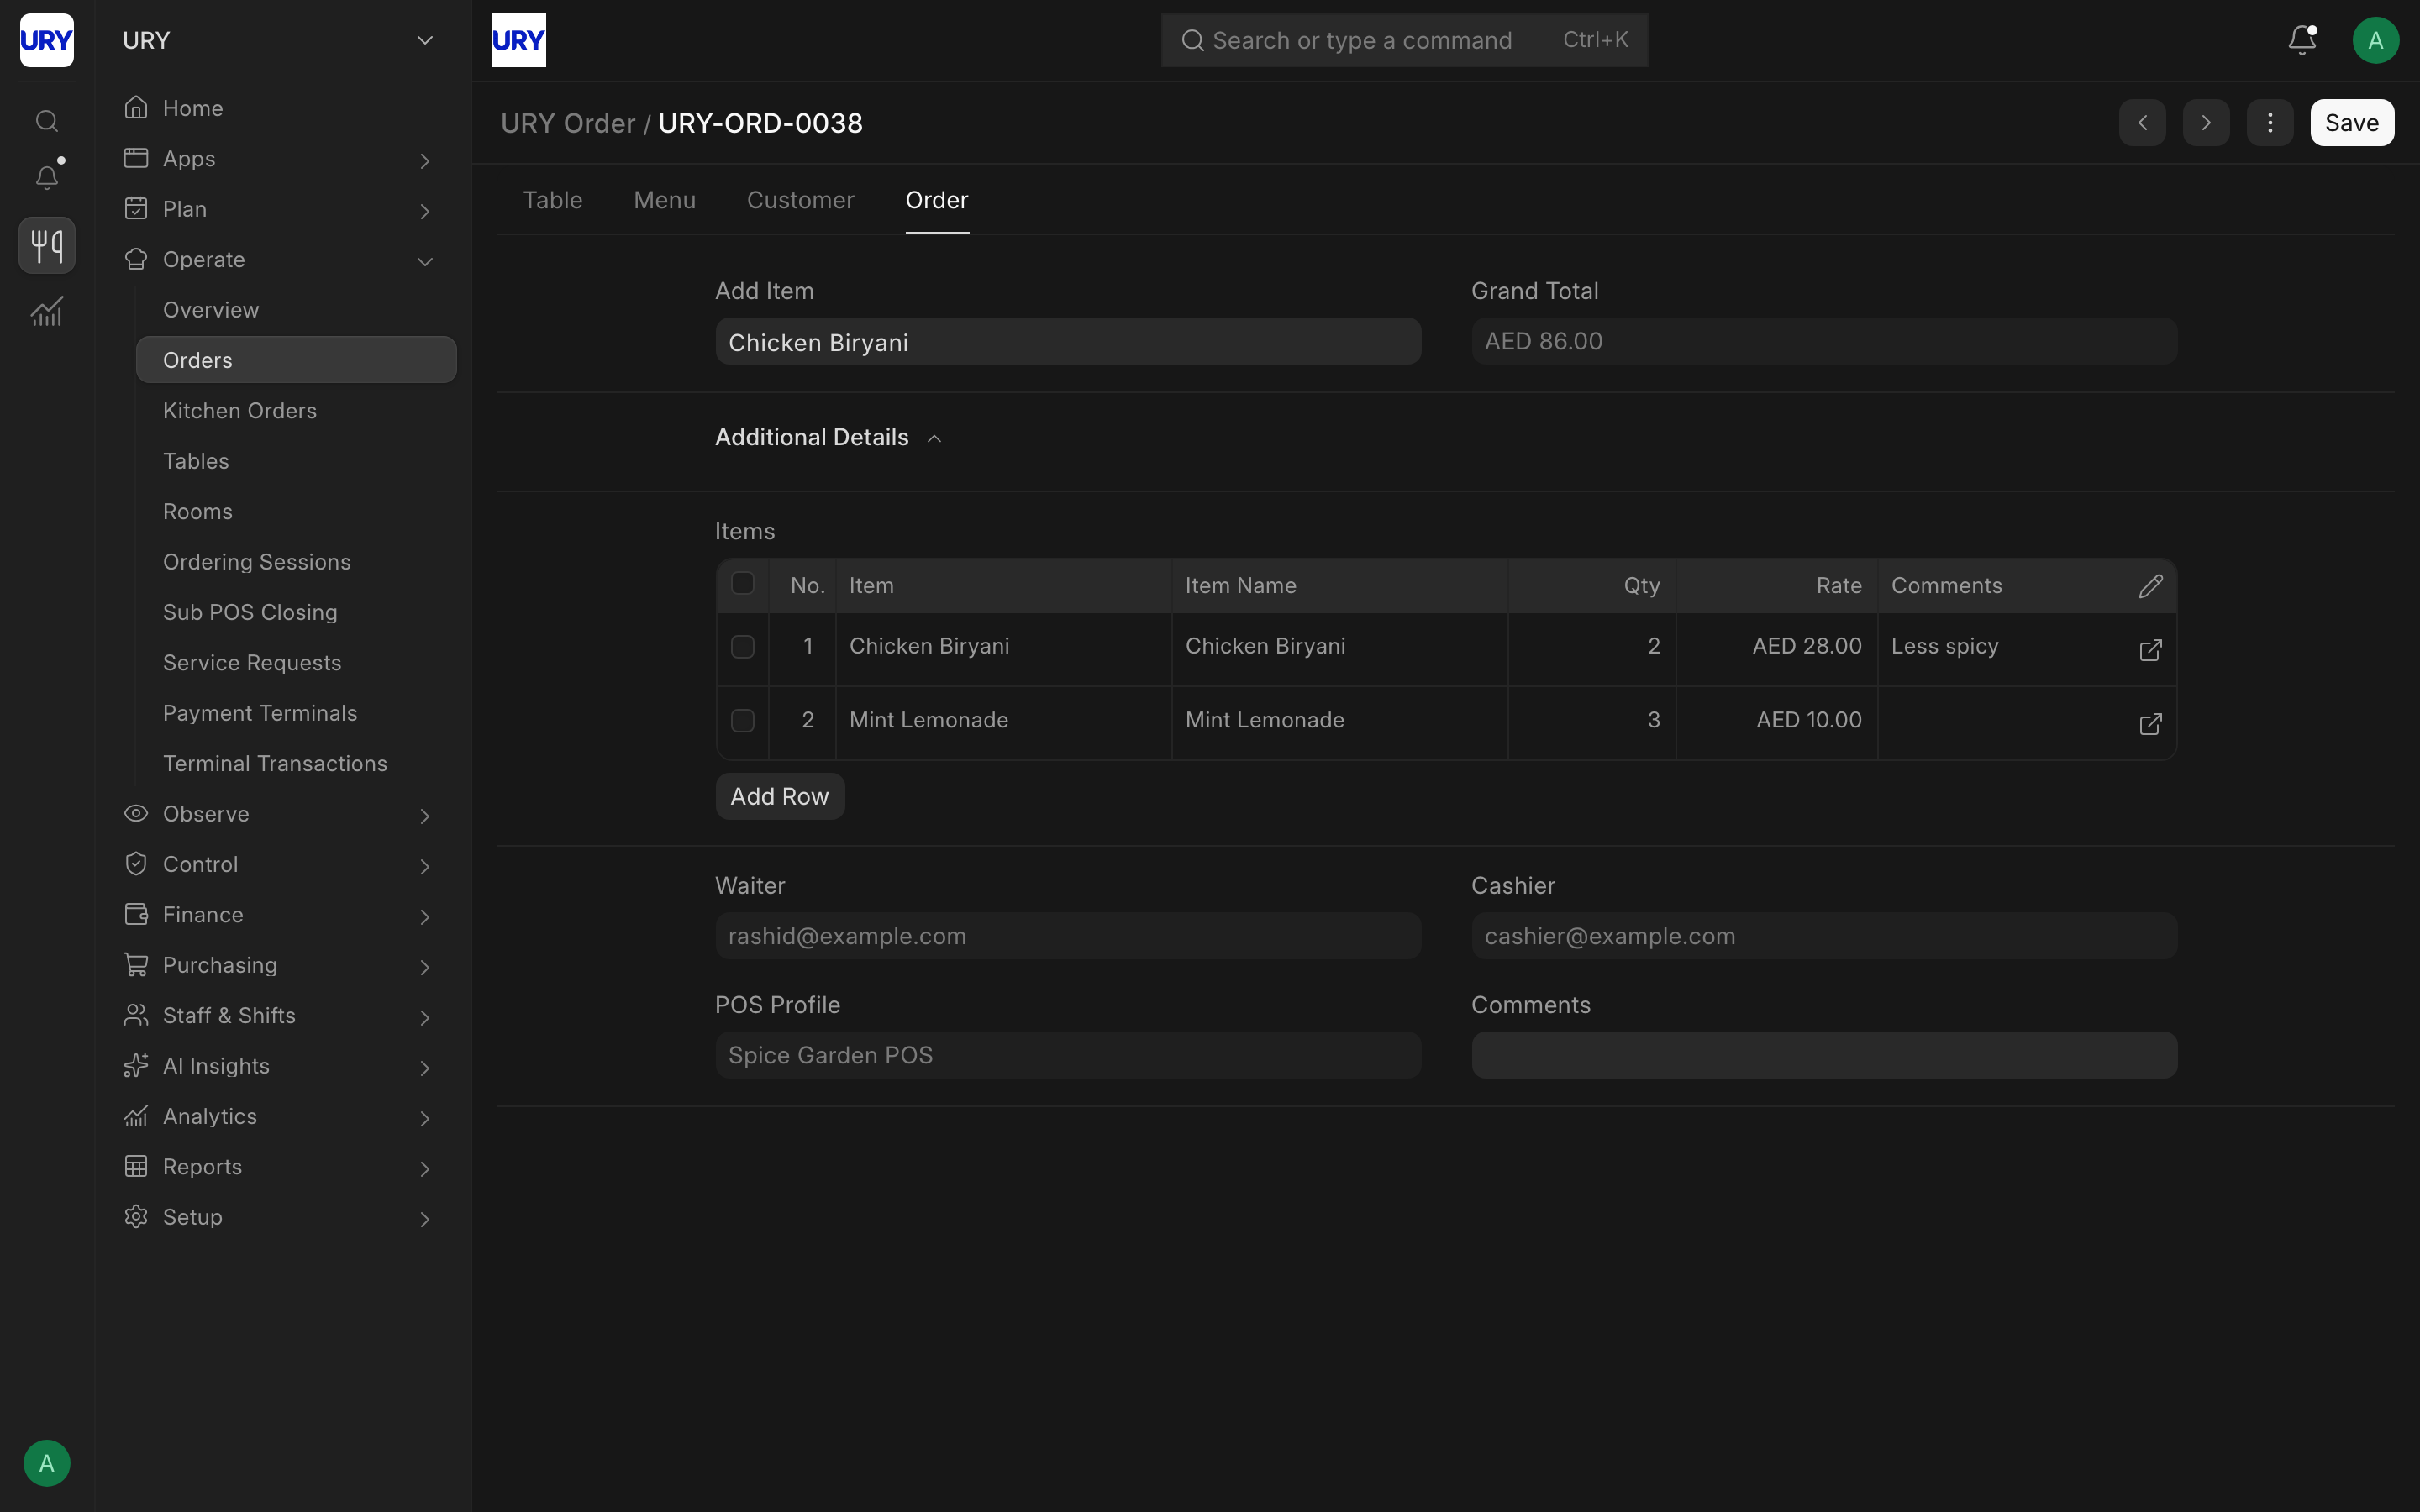 URY
URY
URY
Search or type a command
Ctrl+K
A
Home
Apps
Plan
Operate
Overview
Orders
Kitchen Orders
Tables
Rooms
Ordering Sessions
Sub POS Closing
Service Requests
Payment Terminals
Terminal Transactions
Observe
Control
Finance
Purchasing
Staff & Shifts
AI Insights
Analytics
Reports
Setup
A
URY Order / URY-ORD-0038
Save
Table
Menu
Customer
Order
Add Item
Chicken Biryani
Grand Total
AED 86.00
Additional Details
Items
No. Item Item Name Qty Rate Comments
1 Chicken Biryani Chicken Biryani 2 AED 28.00 Less spicy
2 Mint Lemonade Mint Lemonade 3 AED 10.00
Add Row
Waiter
rashid@example.com
Cashier
cashier@example.com
POS Profile
Spice Garden POS
Comments